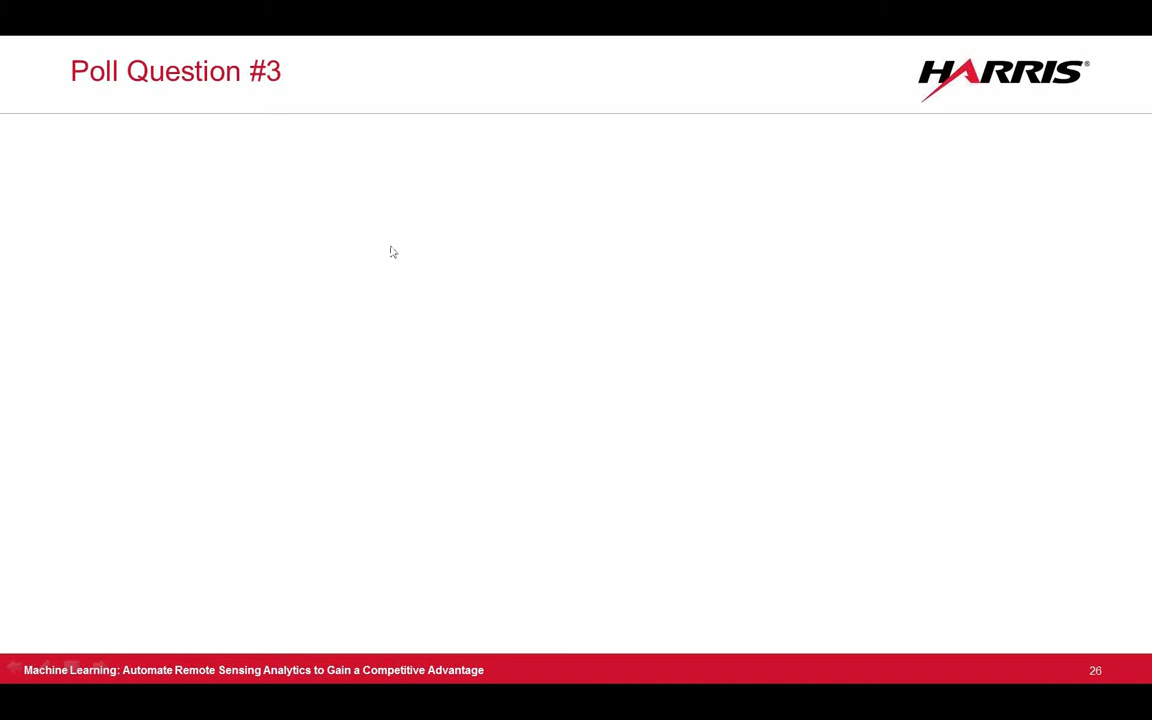 Poll Question #3
HARRIS®
Machine Learning: Automate Remote Sensing Analytics to Gain a Competitive Advantage
26